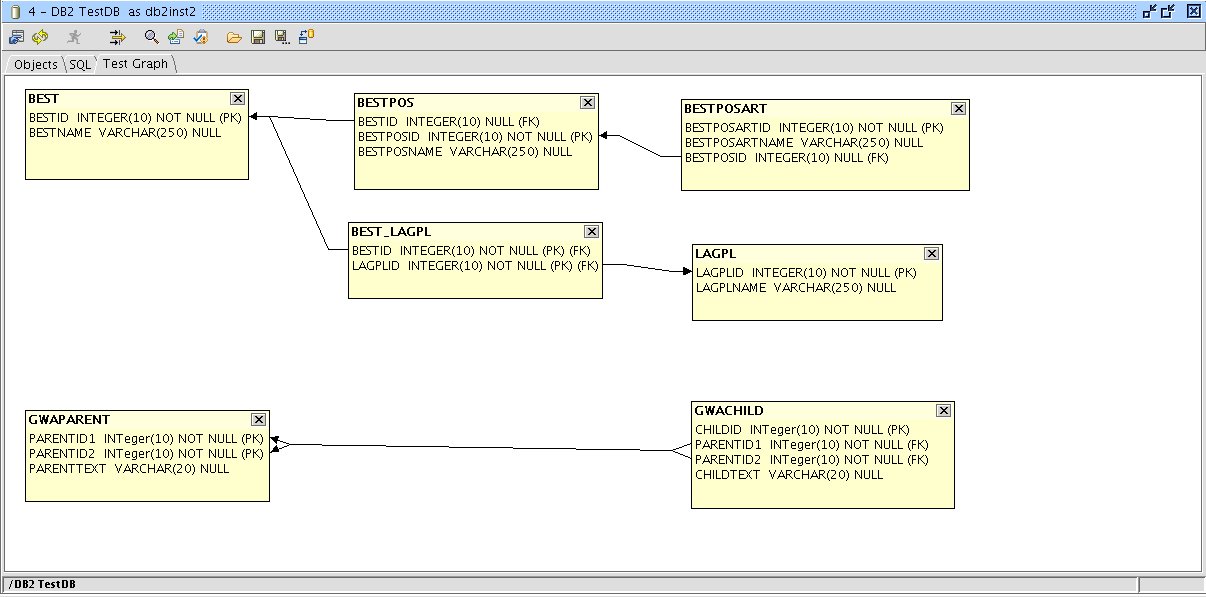 4 - DB2 TestDB as db2inst2
Objects SQL Test Graph
BEST
BESTID INTEGER(10) NOT NULL (PK)
BESTNAME VARCHAR(250) NULL
BESTPOS
BESTID INTEGER(10) NULL (FK)
BESTPOSID INTEGER(10) NOT NULL (PK)
BESTPOSNAME VARCHAR(250) NULL
BESTPOSART
BESTPOSARTID INTEGER(10) NOT NULL (PK)
BESTPOSARTNAME VARCHAR(250) NULL
BESTPOSID INTEGER(10) NULL (FK)
BEST_LAGPL
BESTID INTEGER(10) NOT NULL (PK) (FK)
LAGPLID INTEGER(10) NOT NULL (PK) (FK)
LAGPL
LAGPLID INTEGER(10) NOT NULL (PK)
LAGPLNAME VARCHAR(250) NULL
GWAPARENT
PARENTID1 INTeger(10) NOT NULL (PK)
PARENTID2 INTeger(10) NOT NULL (PK)
PARENTTEXT VARCHAR(20) NULL
GWACHILD
CHILDID INTeger(10) NOT NULL (PK)
PARENTID1 INTeger(10) NOT NULL (FK)
PARENTID2 INTeger(10) NOT NULL (FK)
CHILDTEXT VARCHAR(20) NULL
/DB2 TestDB